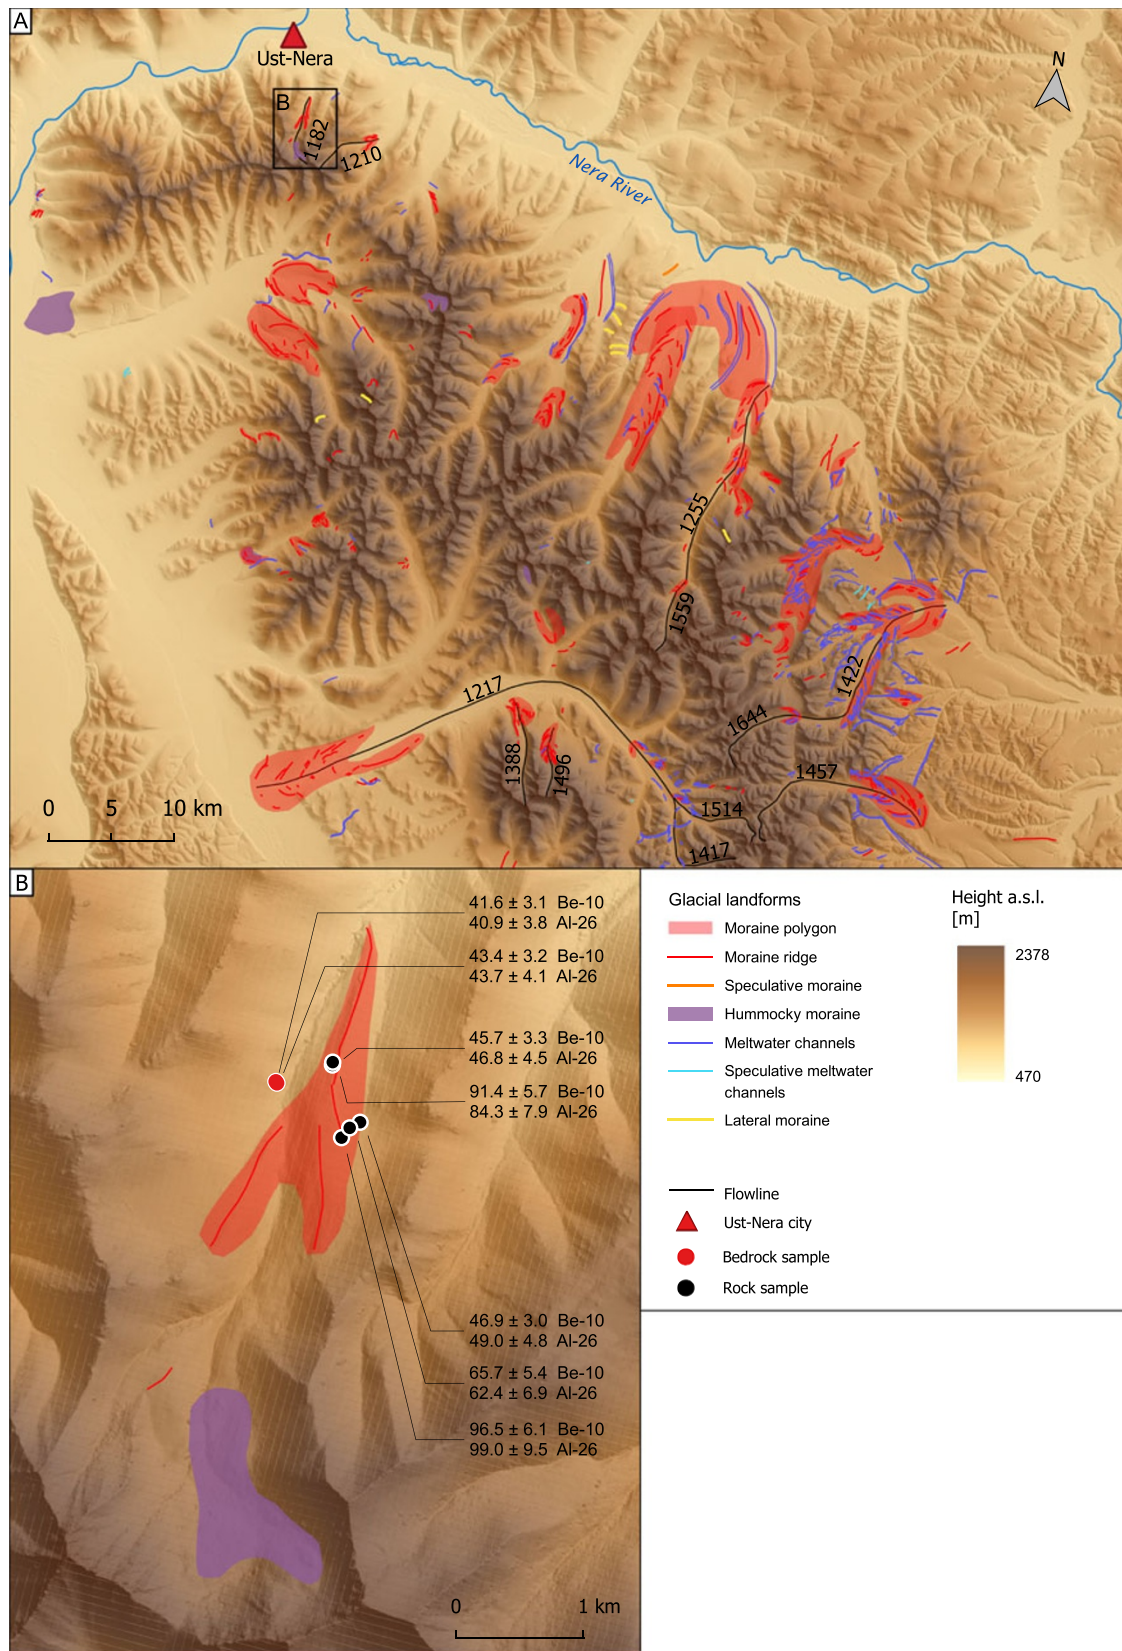 A
Ust-Nera
N
B
1182
1210
Nera River
1255
1559
1217
1422
1644
1388
1496
1457
1514
1417
0 5 10 km
B
41.6 ± 3.1 Be-10
40.9 ± 3.8 Al-26
43.4 ± 3.2 Be-10
43.7 ± 4.1 Al-26
45.7 ± 3.3 Be-10
46.8 ± 4.5 Al-26
91.4 ± 5.7 Be-10
84.3 ± 7.9 Al-26
46.9 ± 3.0 Be-10
49.0 ± 4.8 Al-26
65.7 ± 5.4 Be-10
62.4 ± 6.9 Al-26
96.5 ± 6.1 Be-10
99.0 ± 9.5 Al-26
0 1 km
Glacial landforms
Moraine polygon
Moraine ridge
Speculative moraine
Hummocky moraine
Meltwater channels
Speculative meltwater
channels
Lateral moraine
Flowline
Ust-Nera city
Bedrock sample
Rock sample
Height a.s.l.
[m]
2378
470